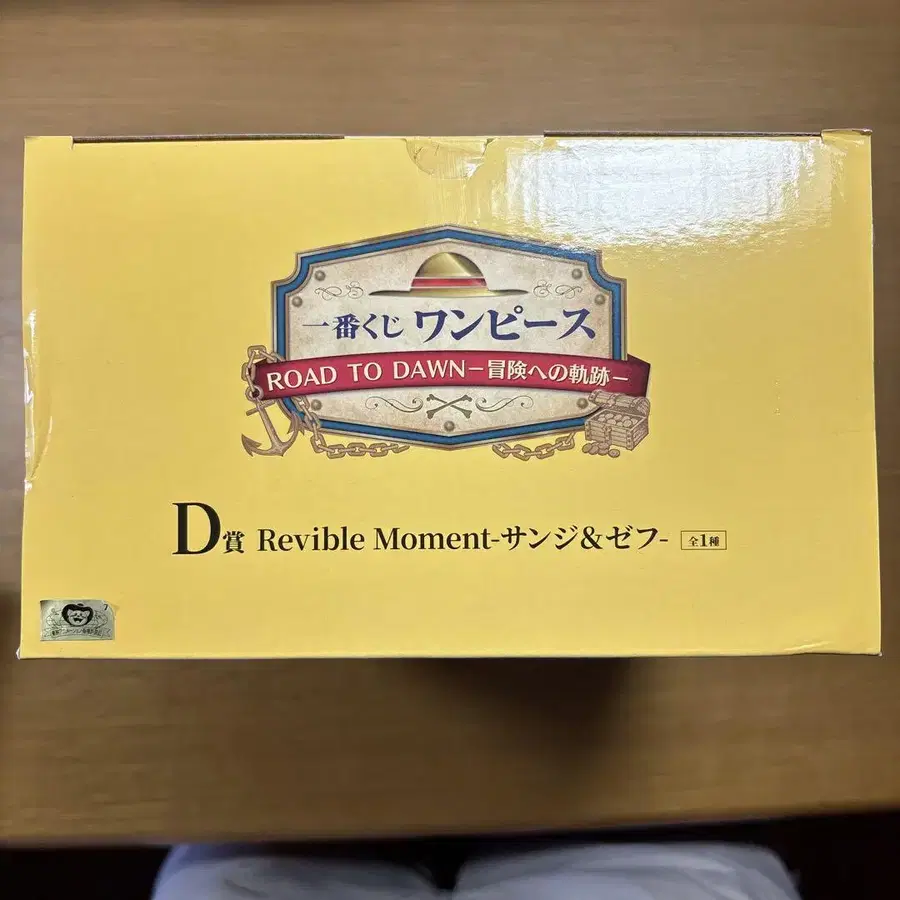 一番くじ ワンピース
ROAD TO DAWN－冒険への軌跡－
D賞 Revible Moment-サンジ&ゼフ- 全1種